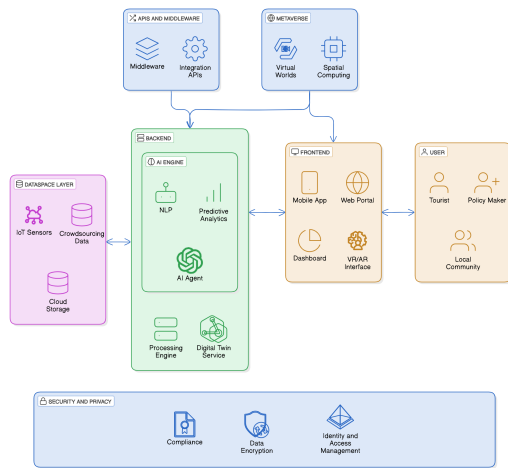 APIS AND MIDDLEWARE
Middleware
Integration
APIs
METAVERSE
Virtual
Worlds
Spatial
Computing
DATASPACE LAYER
IoT Sensors
Crowdsourcing
Data
Cloud
Storage
BACKEND
AI ENGINE
NLP
Predictive
Analytics
AI Agent
Processing
Engine
Digital Twin
Service
FRONTEND
Mobile App
Web Portal
Dashboard
VR/AR
Interface
USER
Tourist
Policy Maker
Local
Community
SECURITY AND PRIVACY
Compliance
Data
Encryption
Identity and
Access
Management